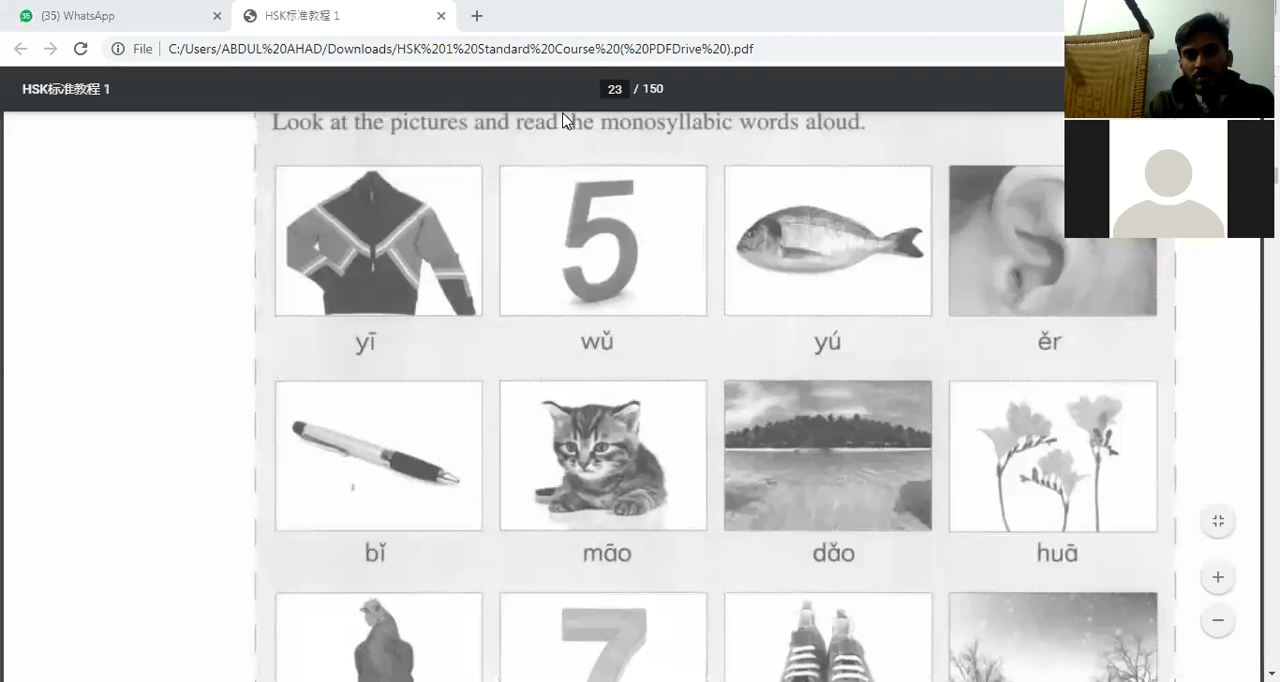 (35) WhatsApp
HSK标准教程 1
File C:/Users/ABDUL%20AHAD/Downloads/HSK%201%20Standard%20Course%20(%20PDFDrive%20).pdf
HSK标准教程 1
23 / 150
Look at the pictures and read the monosyllabic words aloud.
5
yī wǔ yú ěr
bǐ māo dǎo huā
7